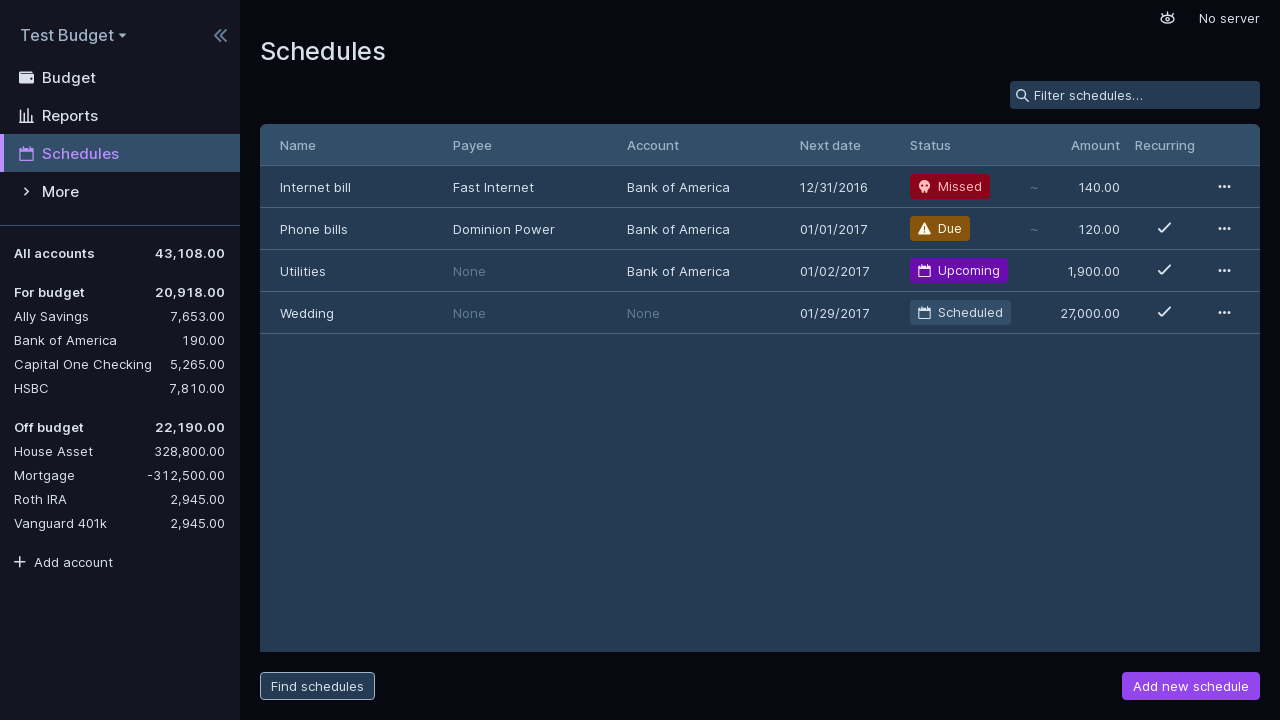 Test Budget
No server
Schedules
Budget
Reports
Schedules
More
Filter schedules...
Name Payee Account Next date Status Amount Recurring
Internet bill Fast Internet Bank of America 12/31/2016 Missed ~ 140.00
Phone bills Dominion Power Bank of America 01/01/2017 Due ~ 120.00
Utilities None Bank of America 01/02/2017 Upcoming 1,900.00
Wedding None None 01/29/2017 Scheduled 27,000.00
All accounts 43,108.00
For budget 20,918.00
Ally Savings 7,653.00
Bank of America 190.00
Capital One Checking 5,265.00
HSBC 7,810.00
Off budget 22,190.00
House Asset 328,800.00
Mortgage -312,500.00
Roth IRA 2,945.00
Vanguard 401k 2,945.00
Add account
Find schedules
Add new schedule